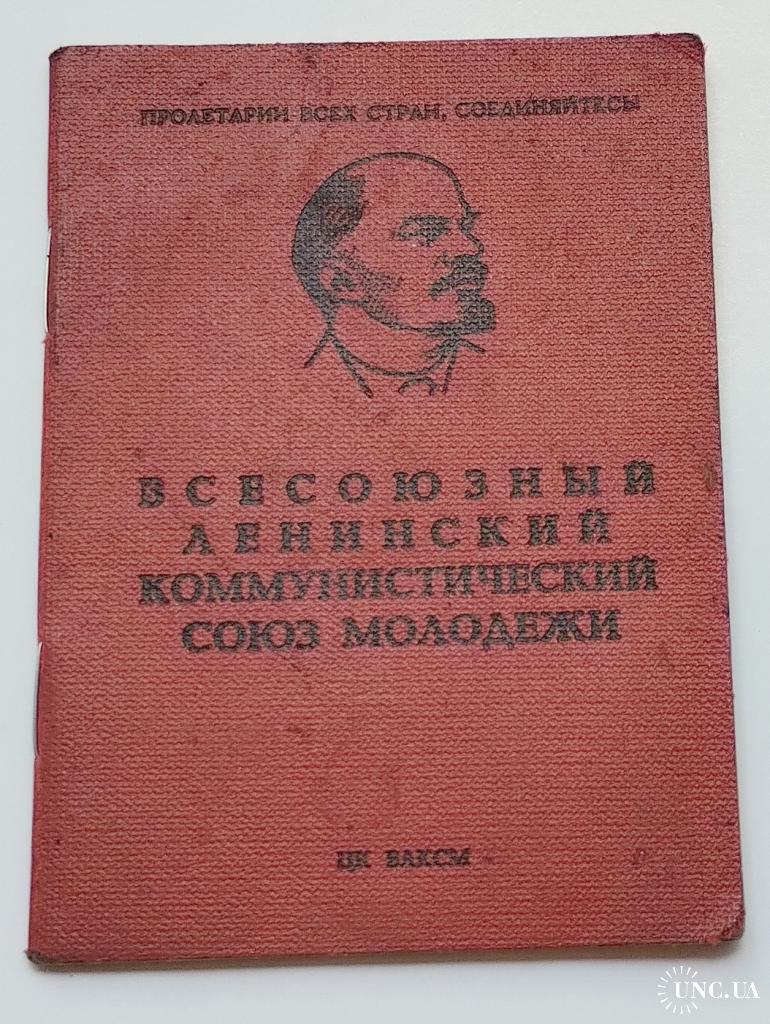 ПРОЛЕТАРИИ ВСЕХ СТРАН, СОЕДИНЯЙТЕСЬ!
ВСЕСОЮЗНЫЙ
ЛЕНИНСКИЙ
КОММУНИСТИЧЕСКИЙ
СОЮЗ МОЛОДЕЖИ
ЦК ВЛКСМ
UNC.UA